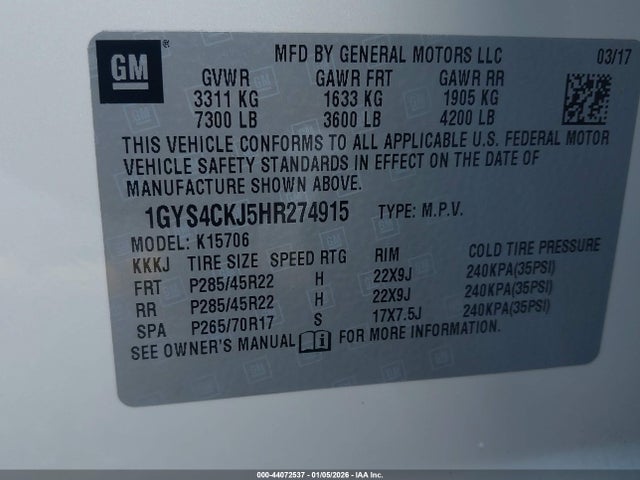 GM ®
MFD BY GENERAL MOTORS LLC 03/17
GVWR GAWR FRT GAWR RR
3311 KG 1633 KG 1905 KG
7300 LB 3600 LB 4200 LB
THIS VEHICLE CONFORMS TO ALL APPLICABLE U.S. FEDERAL MOTOR
VEHICLE SAFETY STANDARDS IN EFFECT ON THE DATE OF
MANUFACTURE SHOWN ABOVE.
1GYS4CKJ5HR274915 TYPE: M.P.V.
MODEL: K15706
KKKJ TIRE SIZE SPEED RTG RIM COLD TIRE PRESSURE
FRT P285/45R22 H 22X9J 240KPA(35PSI)
RR P285/45R22 H 22X9J 240KPA(35PSI)
SPA P265/70R17 S 17X7.5J 240KPA(35PSI)
SEE OWNER'S MANUAL FOR MORE INFORMATION.
000-44072537 - 01/05/2026 - IAA Inc.